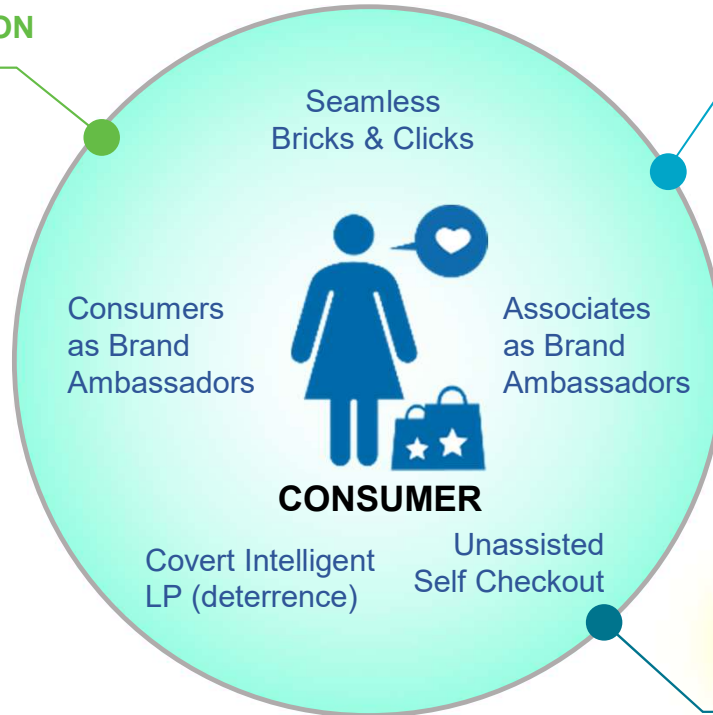 ON
Seamless
Bricks & Clicks
Consumers
as Brand
Ambassadors
Associates
as Brand
Ambassadors
CONSUMER
Covert Intelligent
LP (deterrence)
Unassisted
Self Checkout